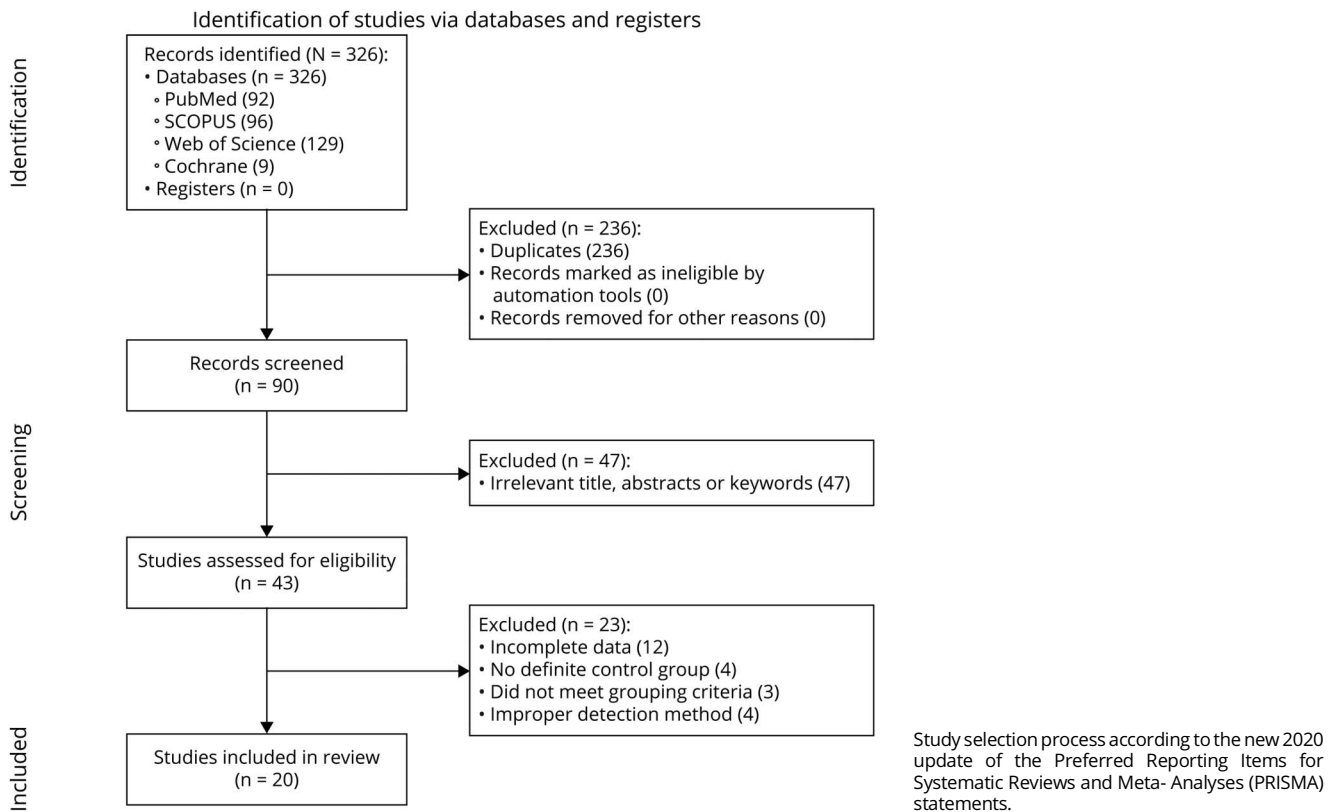 Identification of studies via databases and registers
Identification
Records identified (N = 326):
• Databases (n = 326)
∘ PubMed (92)
∘ SCOPUS (96)
∘ Web of Science (129)
∘ Cochrane (9)
• Registers (n = 0)
Excluded (n = 236):
• Duplicates (236)
• Records marked as ineligible by
automation tools (0)
• Records removed for other reasons (0)
Screening
Records screened
(n = 90)
Excluded (n = 47):
• Irrelevant title, abstracts or keywords (47)
Studies assessed for eligibility
(n = 43)
Excluded (n = 23):
• Incomplete data (12)
• No definite control group (4)
• Did not meet grouping criteria (3)
• Improper detection method (4)
Included
Studies included in review
(n = 20)
Study selection process according to the new 2020
update of the Preferred Reporting Items for
Systematic Reviews and Meta- Analyses (PRISMA)
statements.